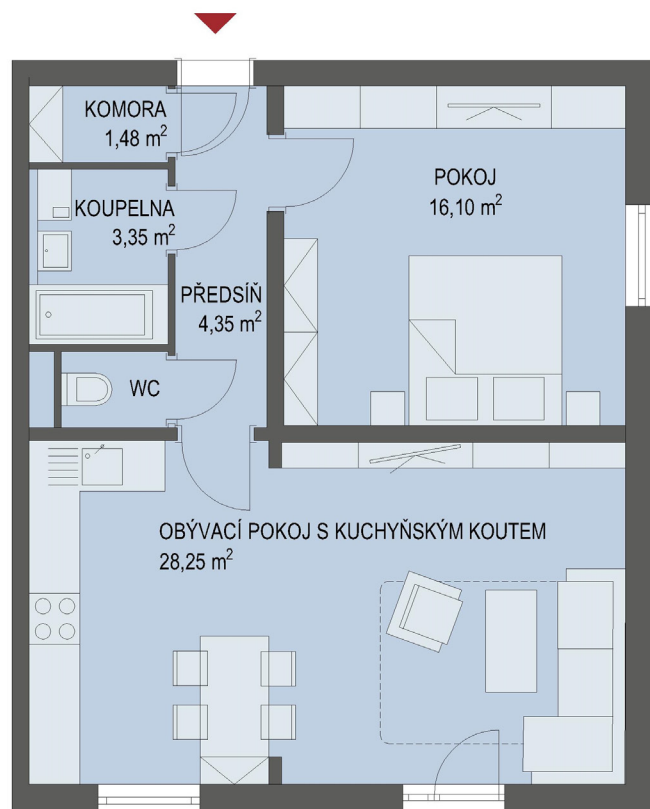 KOMORA
1,48 m²
KOUPELNA
3,35 m²
POKOJ
16,10 m²
PŘEDSÍŇ
4,35 m²
WC
OBÝVACÍ POKOJ S KUCHYŇSKÝM KOUTEM
28,25 m²